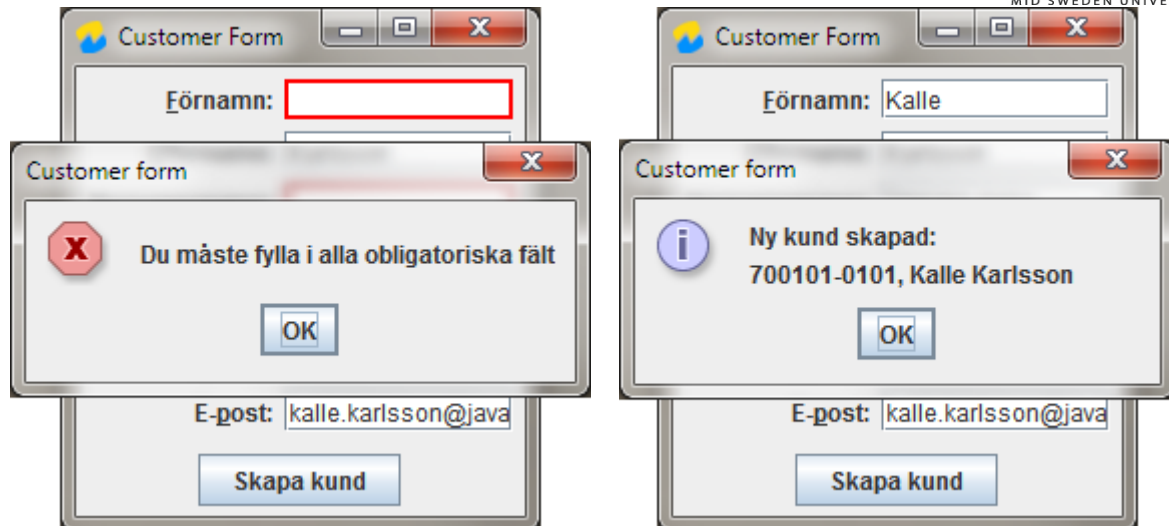 MID SWEDEN UNIVE
Customer Form
Förnamn:
Customer form
Du måste fylla i alla obligatoriska fält
OK
E-post: kalle.karlsson@java
Skapa kund
Customer Form
Förnamn: Kalle
Customer form
Ny kund skapad:
700101-0101, Kalle Karlsson
OK
E-post: kalle.karlsson@java
Skapa kund